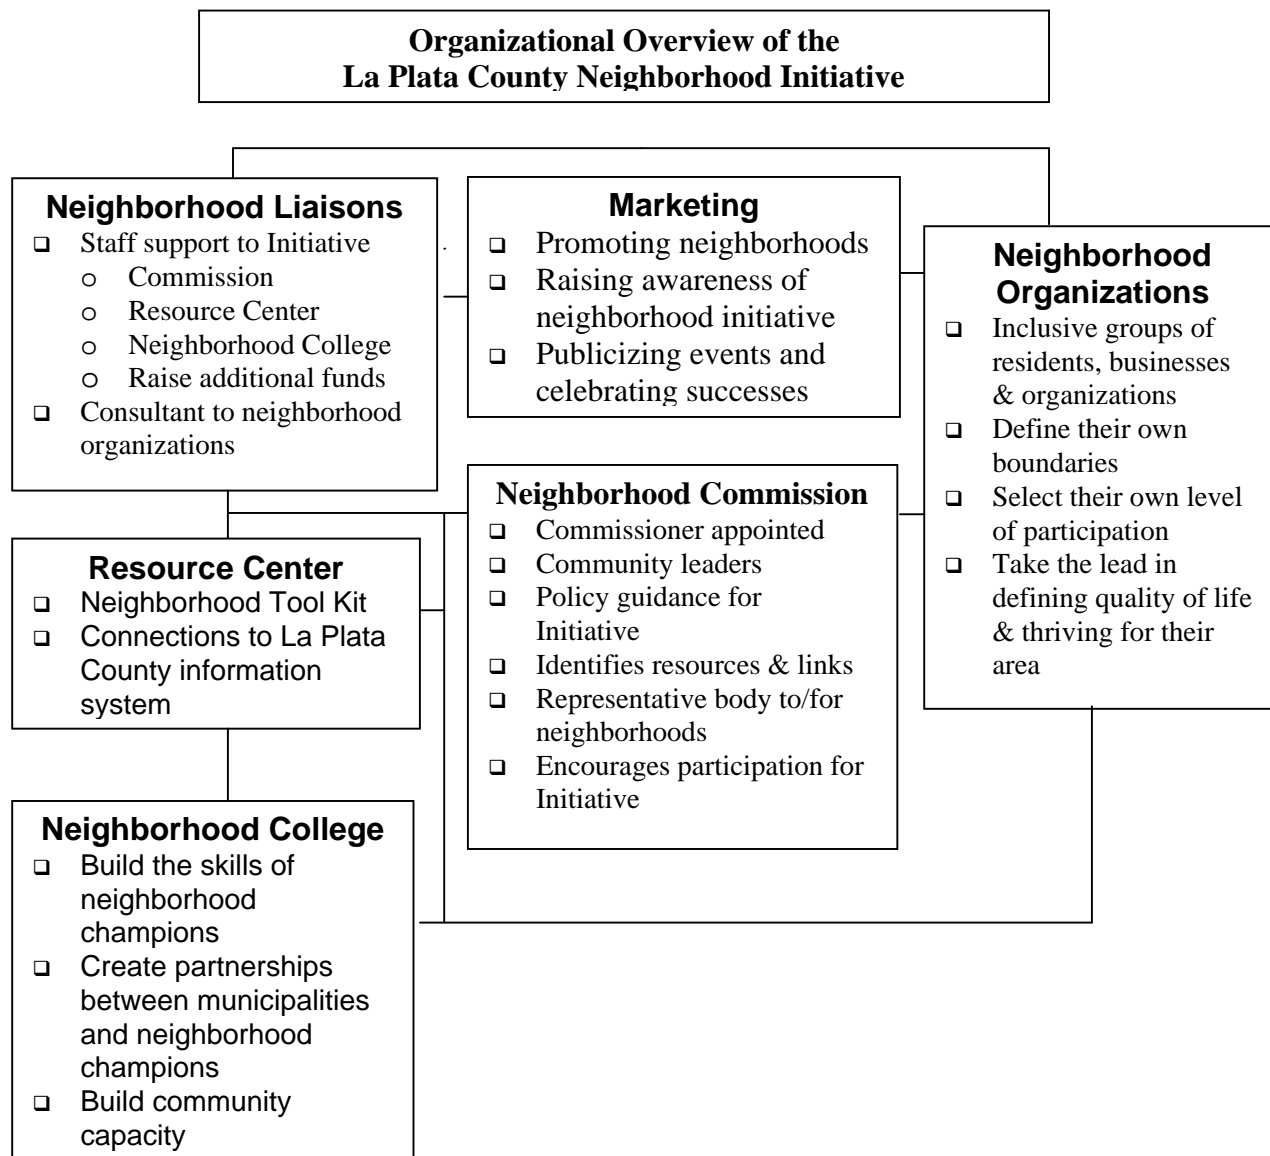 Organizational Overview of the
La Plata County Neighborhood Initiative
Neighborhood Liaisons
❑ Staff support to Initiative
o Commission
o Resource Center
o Neighborhood College
o Raise additional funds
❑ Consultant to neighborhood
organizations
Marketing
❑ Promoting neighborhoods
❑ Raising awareness of
neighborhood initiative
❑ Publicizing events and
celebrating successes
Neighborhood
Organizations
❑ Inclusive groups of
residents, businesses
& organizations
❑ Define their own
boundaries
❑ Select their own level
of participation
❑ Take the lead in
defining quality of life
& thriving for their
area
Neighborhood Commission
❑ Commissioner appointed
❑ Community leaders
❑ Policy guidance for
Initiative
❑ Identifies resources & links
❑ Representative body to/for
neighborhoods
❑ Encourages participation for
Initiative
Resource Center
❑ Neighborhood Tool Kit
❑ Connections to La Plata
County information
system
Neighborhood College
❑ Build the skills of
neighborhood
champions
❑ Create partnerships
between municipalities
and neighborhood
champions
❑ Build community
capacity